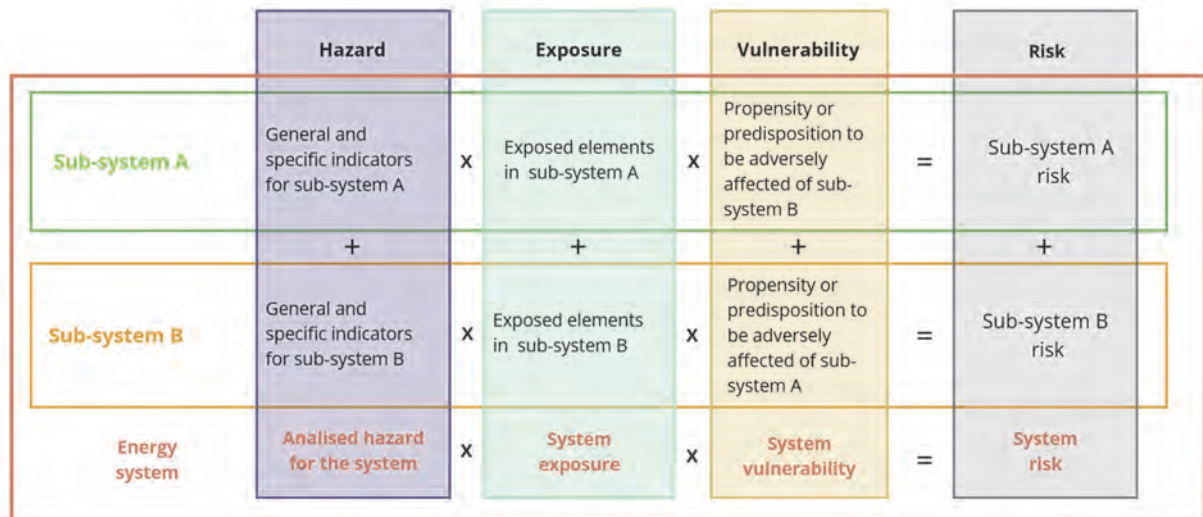 Hazard
Exposure
Vulnerability
Risk
Sub-system A
General and
specific indicators
for sub-system A
x
Exposed elements
in sub-system A
x
Propensity or
predisposition to
be adversely
affected of sub-
system B
=
Sub-system A
risk
+
+
+
+
Sub-system B
General and
specific indicators
for sub-system B
x
Exposed elements
in sub-system B
x
Propensity or
predisposition to
be adversely
affected of sub-
system A
=
Sub-system B
risk
Energy
system
Analised hazard
for the system
x
System
exposure
x
System
vulnerability
=
System
risk